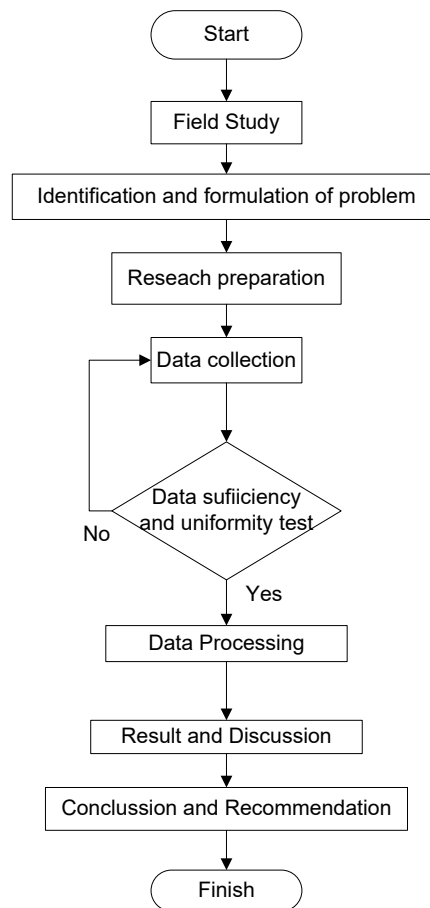 Start
Field Study
Identification and formulation of problem
Reseach preparation
Data collection
Data sufiiciency
and uniformity test
No
Yes
Data Processing
Result and Discussion
Conclussion and Recommendation
Finish